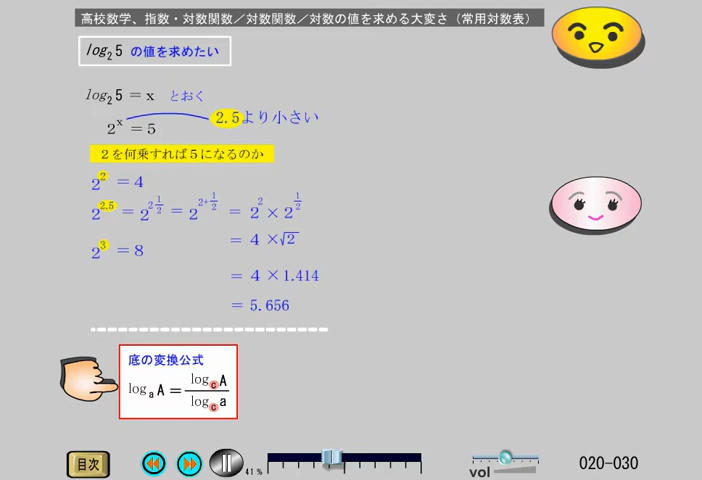 高校数学、指数・対数関数／対数関数／対数の値を求める大変さ（常用対数表）
log₂5 の値を求めたい
log₂5 = x とおく
2ˣ = 5 2.5より小さい
２を何乗すれば５になるのか
2² = 4
2^2.5 = 2^(2 1/2) = 2^(2+1/2) = 2² × 2^(1/2)
= 4 × √2
2³ = 8
= 4 × 1.414
= 5.656
底の変換公式
logₐA = log_c A / log_c a
目次
41%
vol
020-030